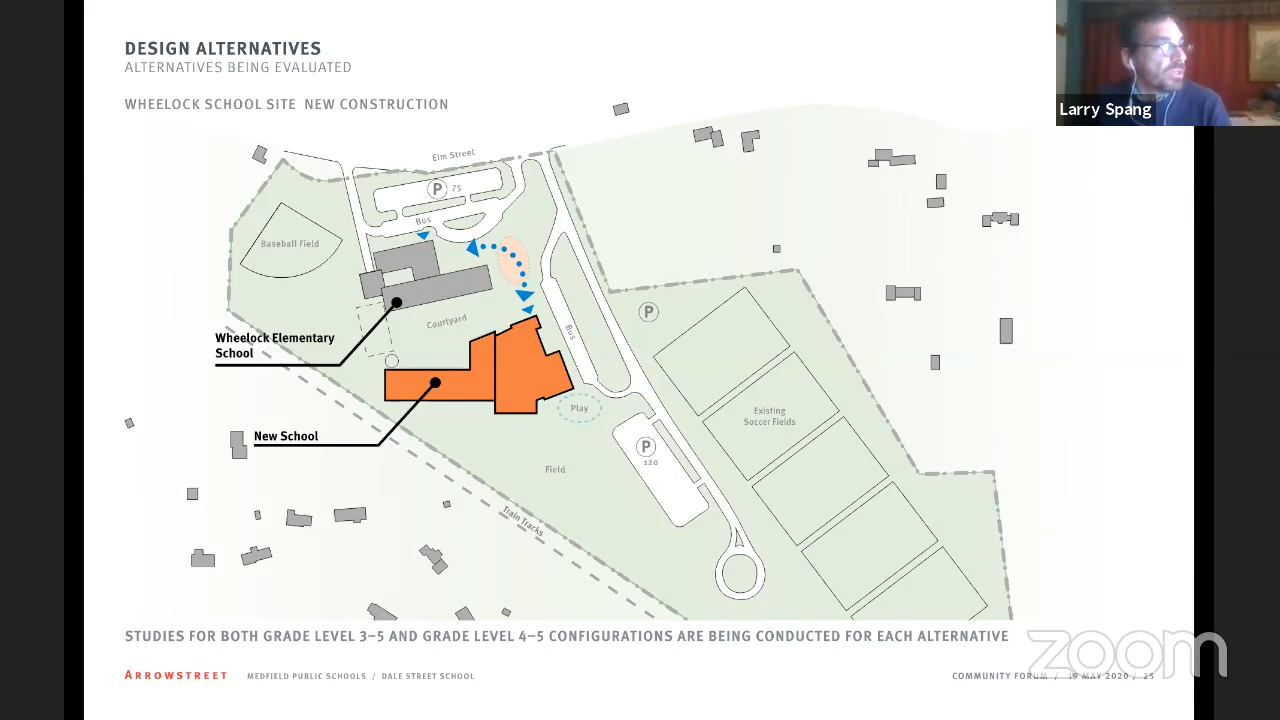 DESIGN ALTERNATIVES
ALTERNATIVES BEING EVALUATED
WHEELOCK SCHOOL SITE NEW CONSTRUCTION
Larry Spang
Elm Street
P 75
Bus
Baseball Field
Courtyard
Bus
P
Wheelock Elementary
School
New School
Play
Existing
Soccer Fields
P
120
Field
Train Tracks
STUDIES FOR BOTH GRADE LEVEL 3–5 AND GRADE LEVEL 4–5 CONFIGURATIONS ARE BEING CONDUCTED FOR EACH ALTERNATIVE
zoom
ARROWSTREET MEDFIELD PUBLIC SCHOOLS / DALE STREET SCHOOL COMMUNITY FORUM / 19 MAY 2020 / 25